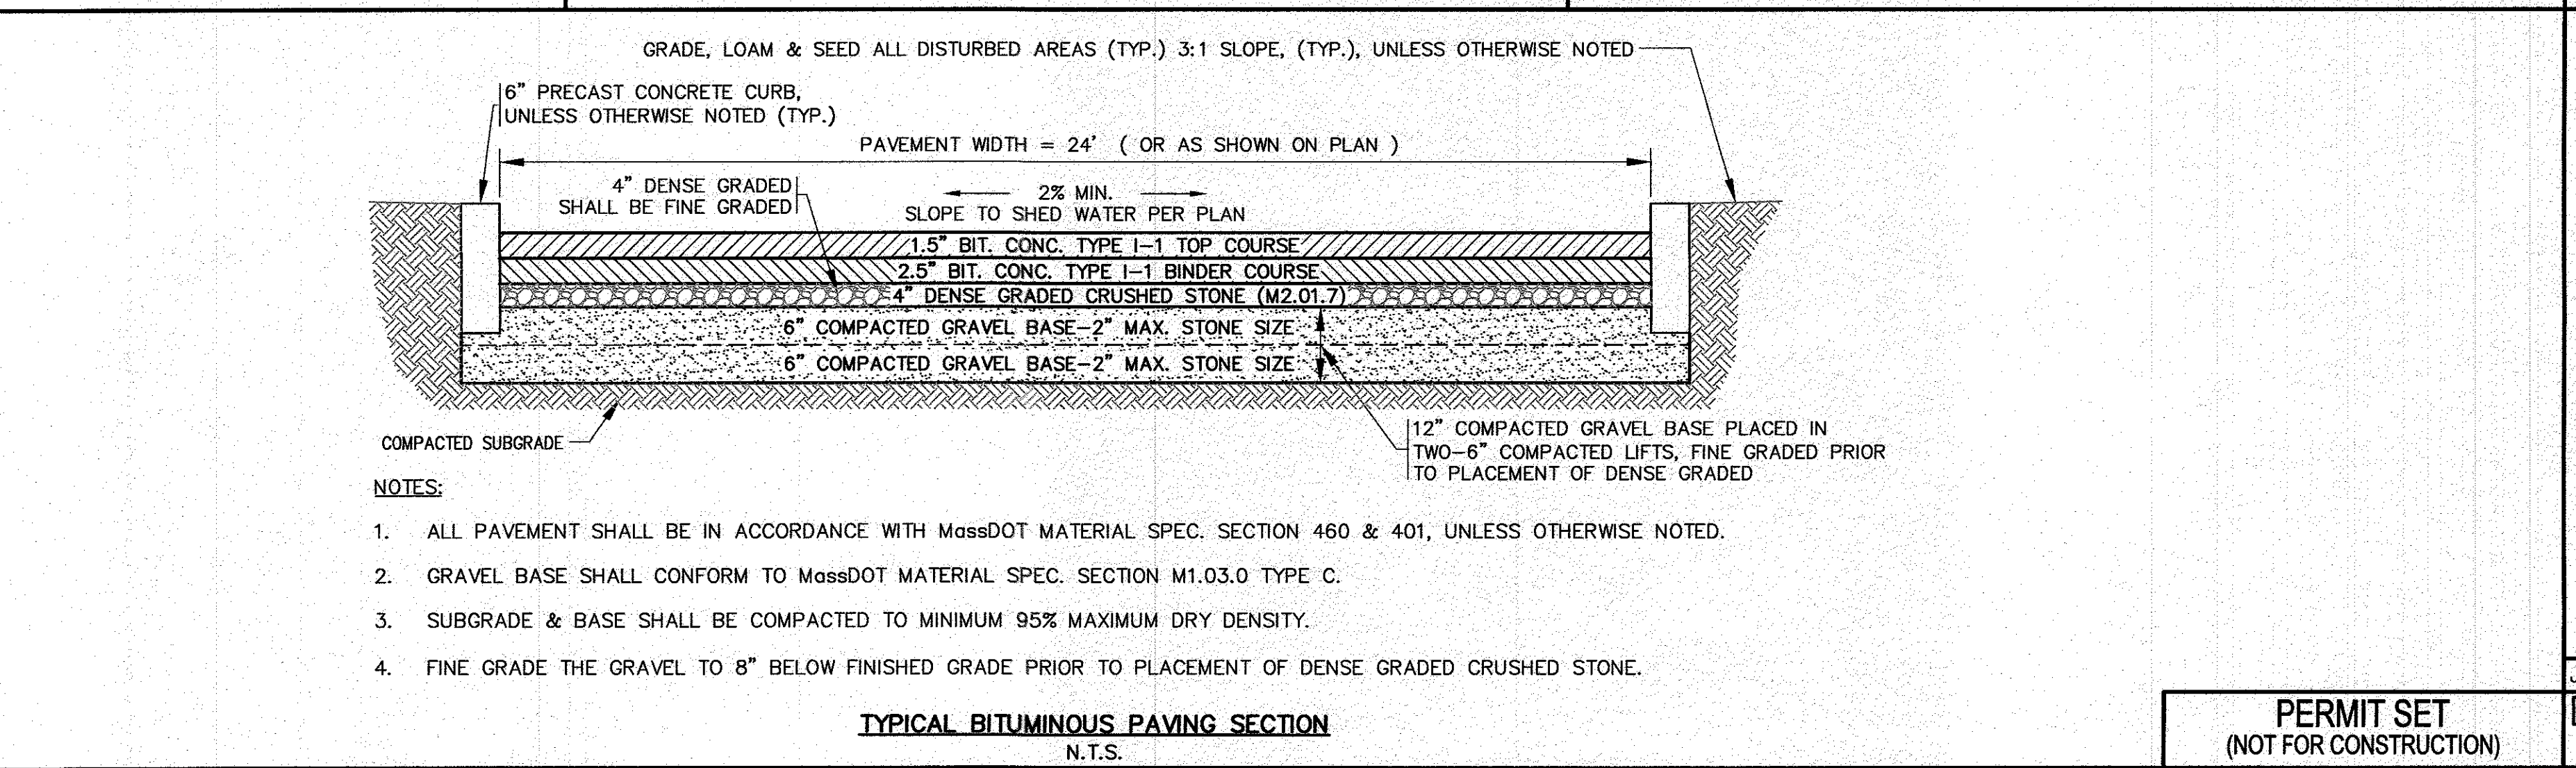 GRADE, LOAM & SEED ALL DISTURBED AREAS (TYP.) 3:1 SLOPE, (TYP.), UNLESS OTHERWISE NOTED
6" PRECAST CONCRETE CURB,
UNLESS OTHERWISE NOTED (TYP.)
PAVEMENT WIDTH = 24' ( OR AS SHOWN ON PLAN )
4" DENSE GRADED
SHALL BE FINE GRADED
2% MIN.
SLOPE TO SHED WATER PER PLAN
1.5" BIT. CONC. TYPE I-1 TOP COURSE
2.5" BIT. CONC. TYPE I-1 BINDER COURSE
4" DENSE GRADED CRUSHED STONE (M2.01.7)
6" COMPACTED GRAVEL BASE-2" MAX. STONE SIZE
6" COMPACTED GRAVEL BASE-2" MAX. STONE SIZE
COMPACTED SUBGRADE
12" COMPACTED GRAVEL BASE PLACED IN
TWO-6" COMPACTED LIFTS, FINE GRADED PRIOR
TO PLACEMENT OF DENSE GRADED
NOTES:
1. ALL PAVEMENT SHALL BE IN ACCORDANCE WITH MassDOT MATERIAL SPEC. SECTION 460 & 401, UNLESS OTHERWISE NOTED.
2. GRAVEL BASE SHALL CONFORM TO MassDOT MATERIAL SPEC. SECTION M1.03.0 TYPE C.
3. SUBGRADE & BASE SHALL BE COMPACTED TO MINIMUM 95% MAXIMUM DRY DENSITY.
4. FINE GRADE THE GRAVEL TO 8" BELOW FINISHED GRADE PRIOR TO PLACEMENT OF DENSE GRADED CRUSHED STONE.
TYPICAL BITUMINOUS PAVING SECTION
N.T.S.
PERMIT SET
(NOT FOR CONSTRUCTION)